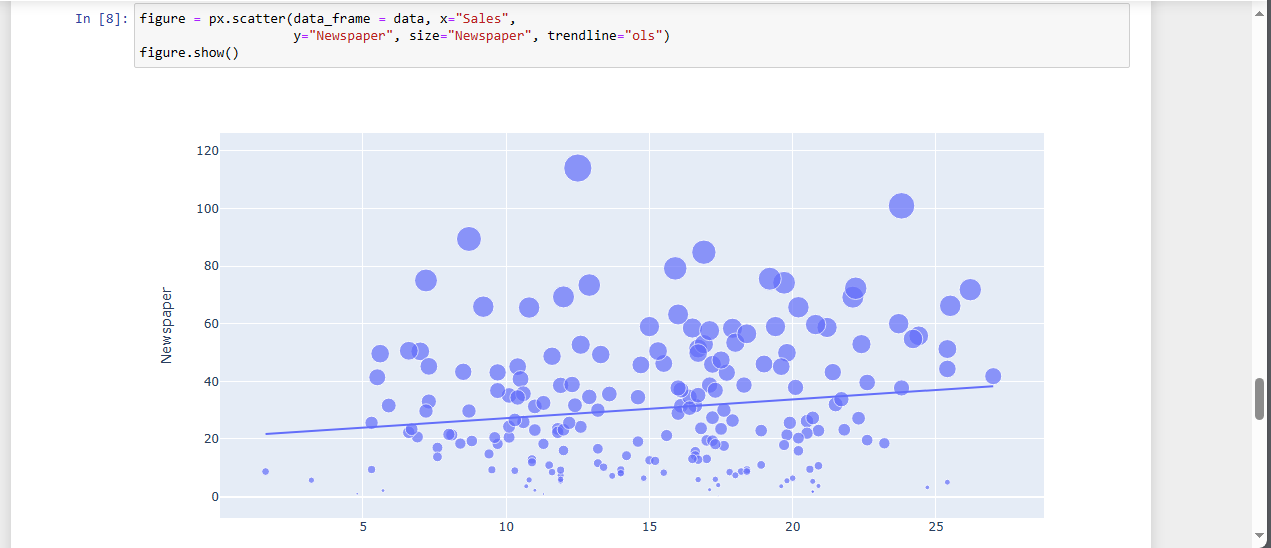 In [8]: figure = px.scatter(data_frame = data, x="Sales",
y="Newspaper", size="Newspaper", trendline="ols")
figure.show()
120
100
80
60
40
20
0
Newspaper
5 10 15 20 25